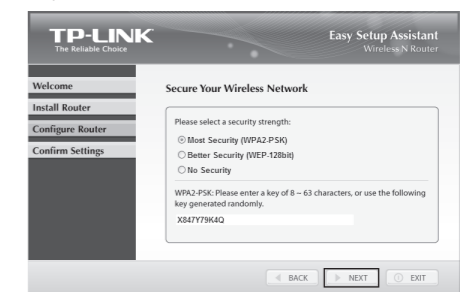 TP-LINK
The Reliable Choice
Easy Setup Assistant
Wireless N Router
Welcome
Install Router
Configure Router
Confirm Settings
Secure Your Wireless Network
Please select a security strength:
Most Security (WPA2-PSK)
Better Security (WEP-128bit)
No Security
WPA2-PSK: Please enter a key of 8 ~ 63 characters, or use the following
key generated randomly.
X847Y79K4Q
BACK
NEXT
EXIT